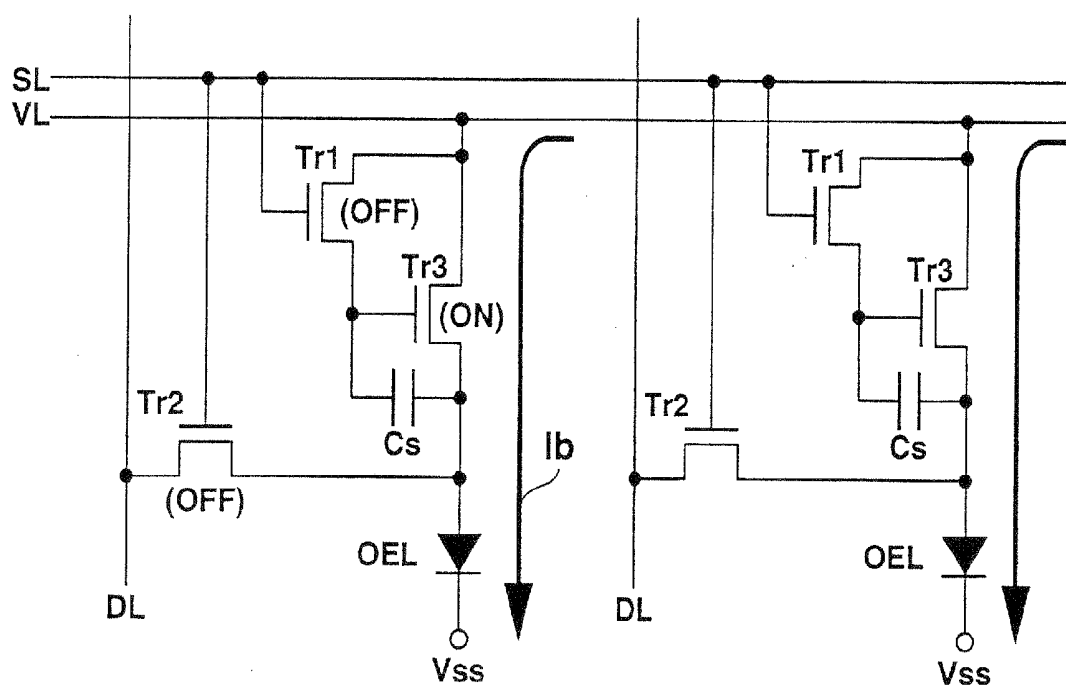 SL
VL
Tr1
(OFF)
Tr3
(ON)
Tr2
(OFF)
Cs
Ib
OEL
DL
Vss
Tr1
Tr3
Tr2
Cs
OEL
DL
Vss